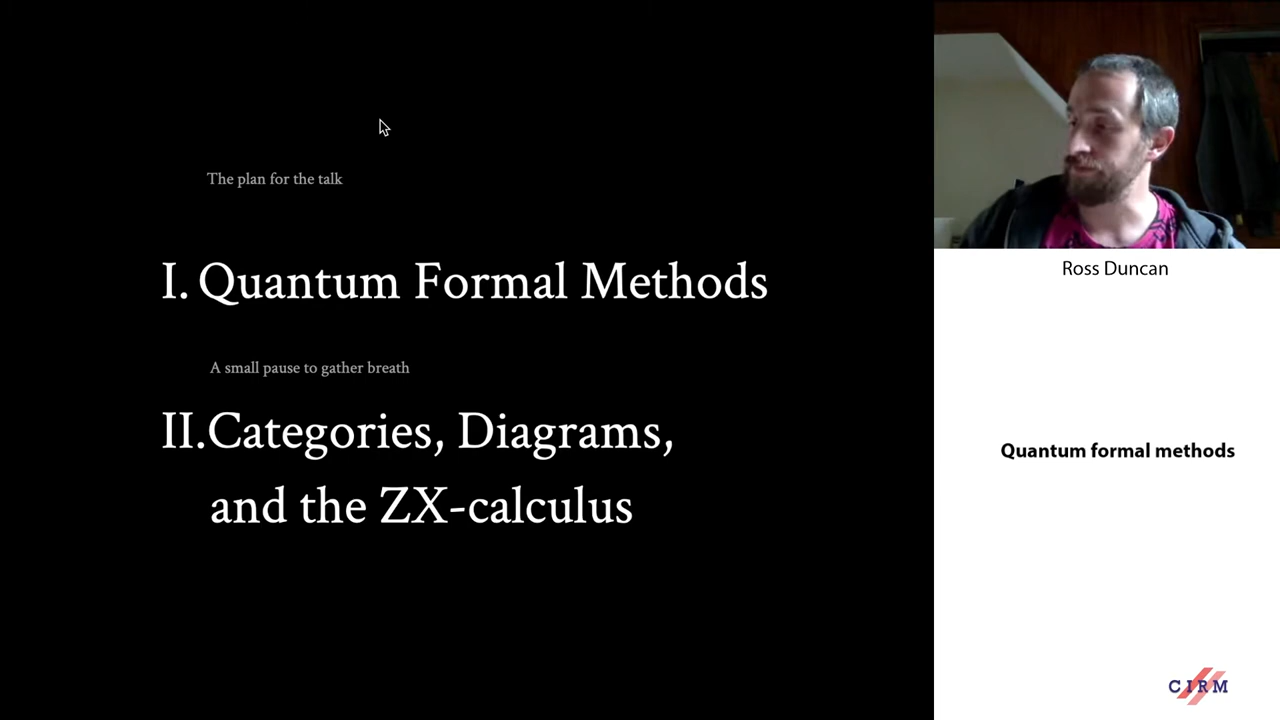 The plan for the talk
I. Quantum Formal Methods
A small pause to gather breath
II.Categories, Diagrams,
and the ZX-calculus
Ross Duncan
Quantum formal methods
CIRM